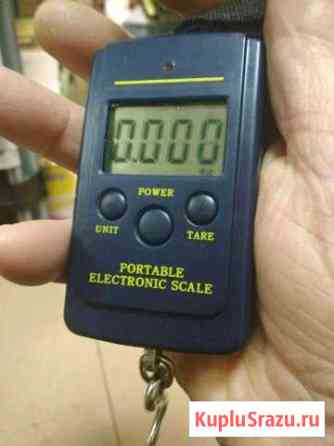 0.000
POWER
UNIT
TARE
PORTABLE
ELECTRONIC SCALE
KupluSrazu.ru